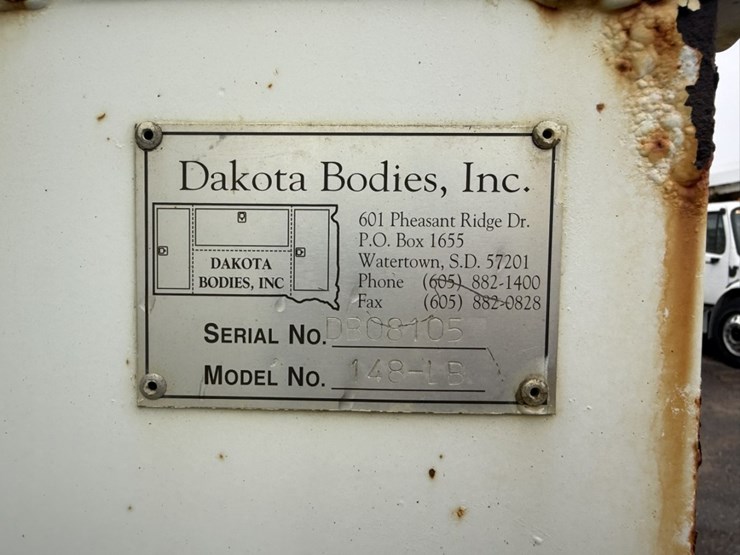 Dakota Bodies, Inc.
DAKOTA
BODIES, INC
601 Pheasant Ridge Dr.
P.O. Box 1655
Watertown, S.D. 57201
Phone (605) 882-1400
Fax (605) 882-0828
SERIAL NO. DB08105
MODEL NO. 148-LB